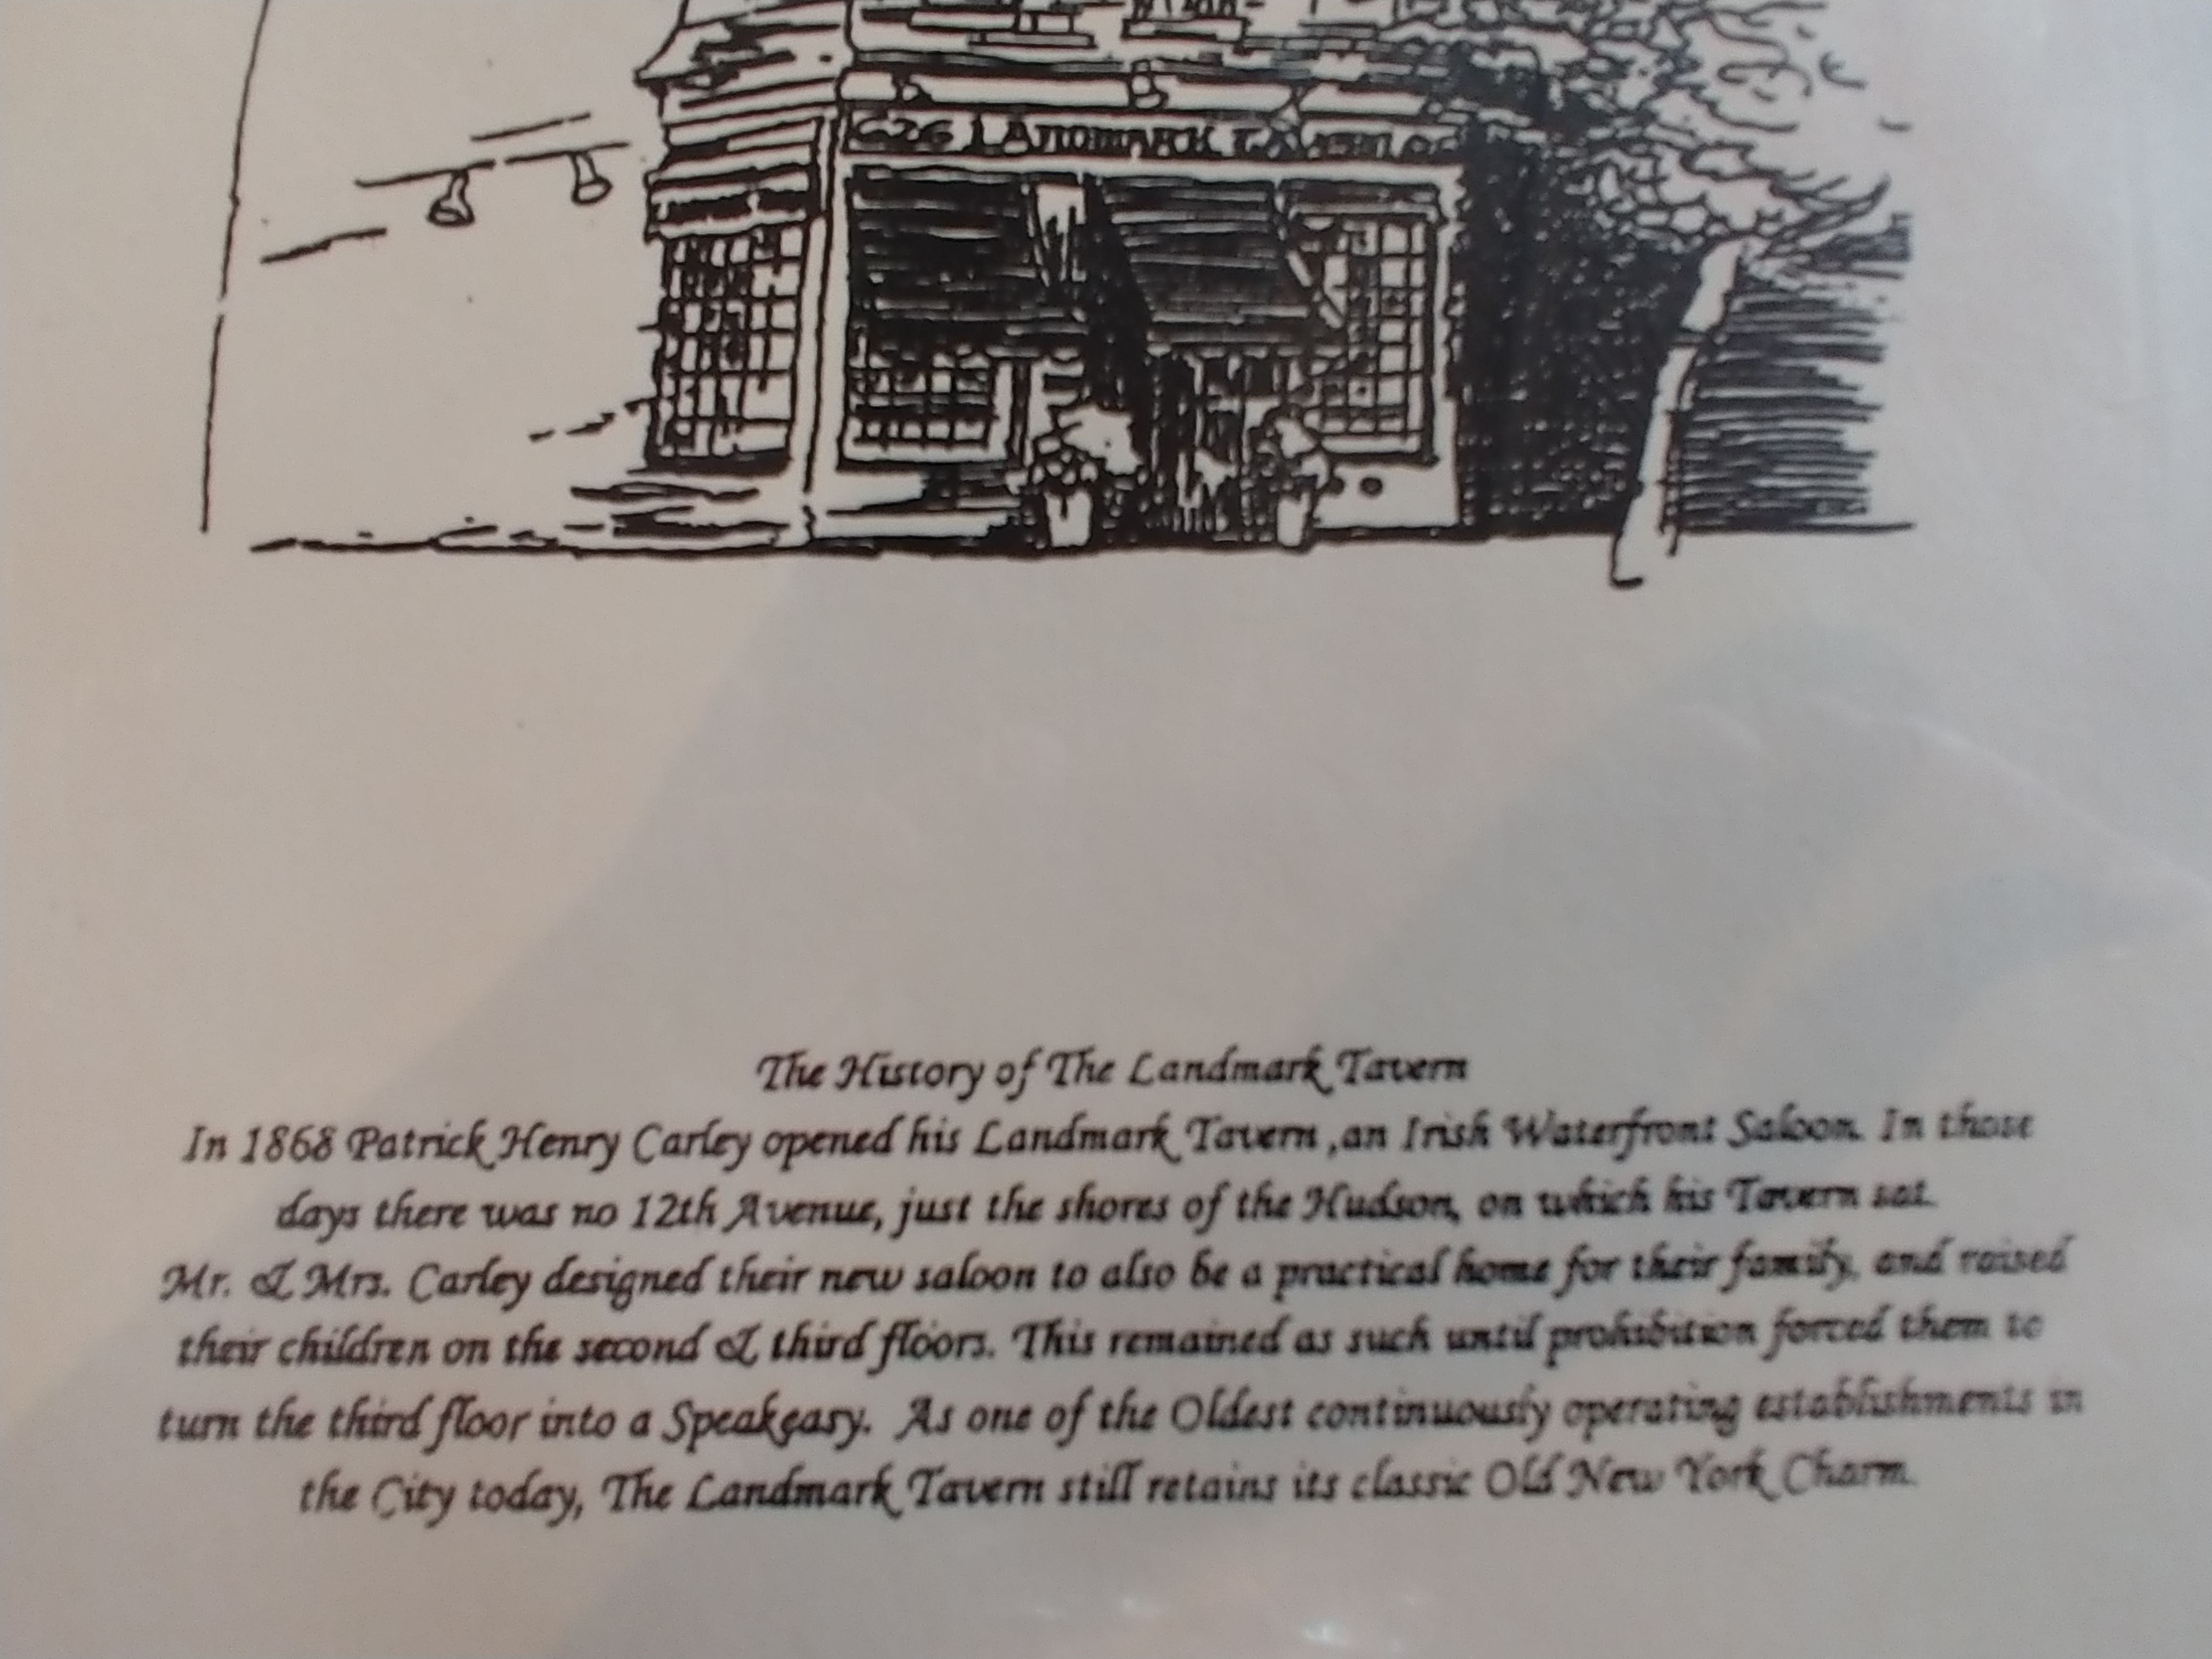 626 LANDMARK TAVERN
The History of The Landmark Tavern
In 1868 Patrick Henry Carley opened his Landmark Tavern ,an Irish Waterfront Saloon. In those
days there was no 12th Avenue, just the shores of the Hudson, on which his Tavern sat.
Mr. & Mrs. Carley designed their new saloon to also be a practical home for their family, and raised
their children on the second & third floors. This remained as such until prohibition forced them to
turn the third floor into a Speakeasy. As one of the Oldest continuously operating establishments in
the City today, The Landmark Tavern still retains its classic Old New York Charm.